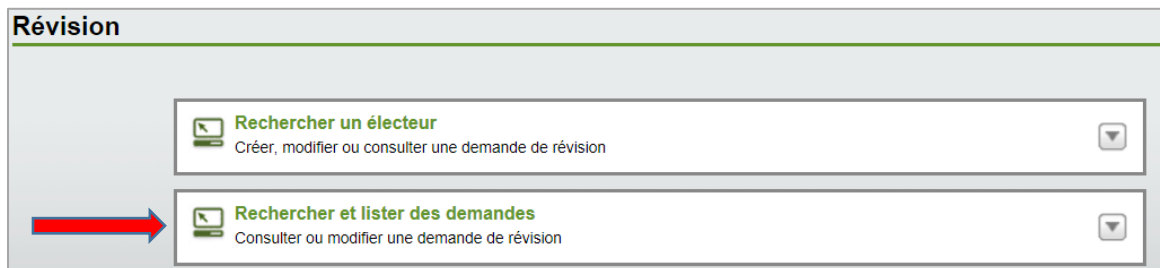 Révision
Rechercher un électeur
Créer, modifier ou consulter une demande de révision
Rechercher et lister des demandes
Consulter ou modifier une demande de révision